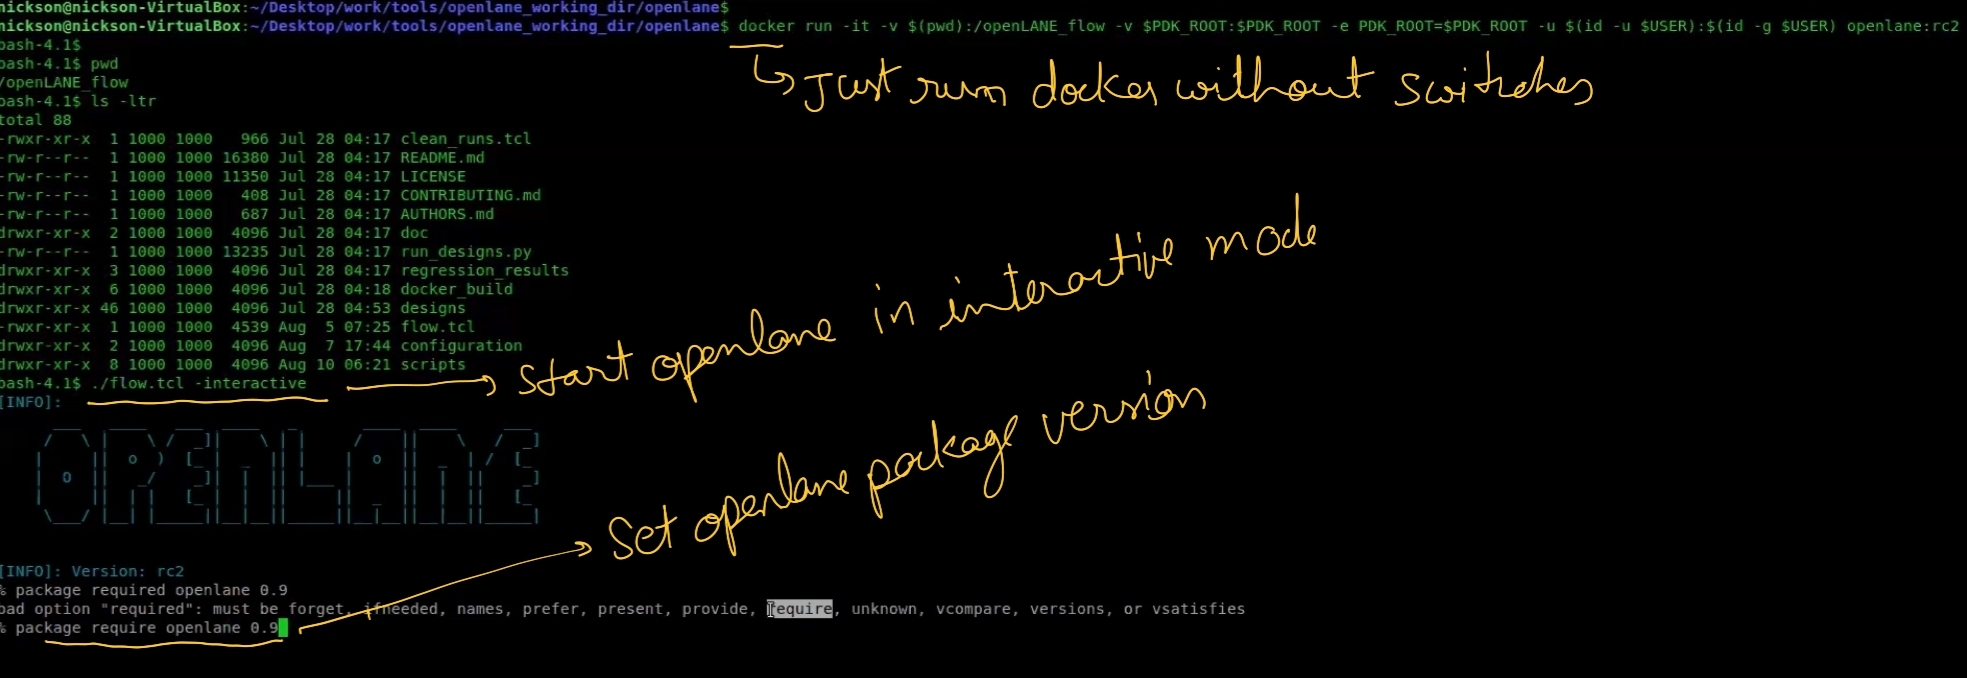 nickson@nickson-VirtualBox:~/Desktop/work/tools/openlane_working_dir/openlane$
nickson@nickson-VirtualBox:~/Desktop/work/tools/openlane_working_dir/openlane$ docker run -it -v $(pwd):/openLANE_flow -v $PDK_ROOT:$PDK_ROOT -e PDK_ROOT=$PDK_ROOT -u $(id -u $USER):$(id -g $USER) openlane:rc2
bash-4.1$
bash-4.1$ pwd
/openLANE_flow
Just run docker without switches
bash-4.1$ ls -ltr
total 88
-rwxr-xr-x 1 1000 1000 966 Jul 28 04:17 clean_runs.tcl
-rw-r--r-- 1 1000 1000 16380 Jul 28 04:17 README.md
-rw-r--r-- 1 1000 1000 11350 Jul 28 04:17 LICENSE
-rw-r--r-- 1 1000 1000 408 Jul 28 04:17 CONTRIBUTING.md
-rw-r--r-- 1 1000 1000 687 Jul 28 04:17 AUTHORS.md
drwxr-xr-x 2 1000 1000 4096 Jul 28 04:17 doc
-rw-r--r-- 1 1000 1000 13235 Jul 28 04:17 run_designs.py
drwxr-xr-x 3 1000 1000 4096 Jul 28 04:17 regression_results
drwxr-xr-x 6 1000 1000 4096 Jul 28 04:18 docker_build
drwxr-xr-x 46 1000 1000 4096 Jul 28 04:53 designs
-rwxr-xr-x 1 1000 1000 4539 Aug 5 07:25 flow.tcl
drwxr-xr-x 2 1000 1000 4096 Aug 7 17:44 configuration
drwxr-xr-x 8 1000 1000 4096 Aug 10 06:21 scripts
bash-4.1$ ./flow.tcl -interactive
Start openlane in interactive mode
[INFO]:
OPENLANE
Set openlane package version
[INFO]: Version: rc2
% package required openlane 0.9
bad option "required": must be forget, ifneeded, names, prefer, present, provide, require, unknown, vcompare, versions, or vsatisfies
% package require openlane 0.9